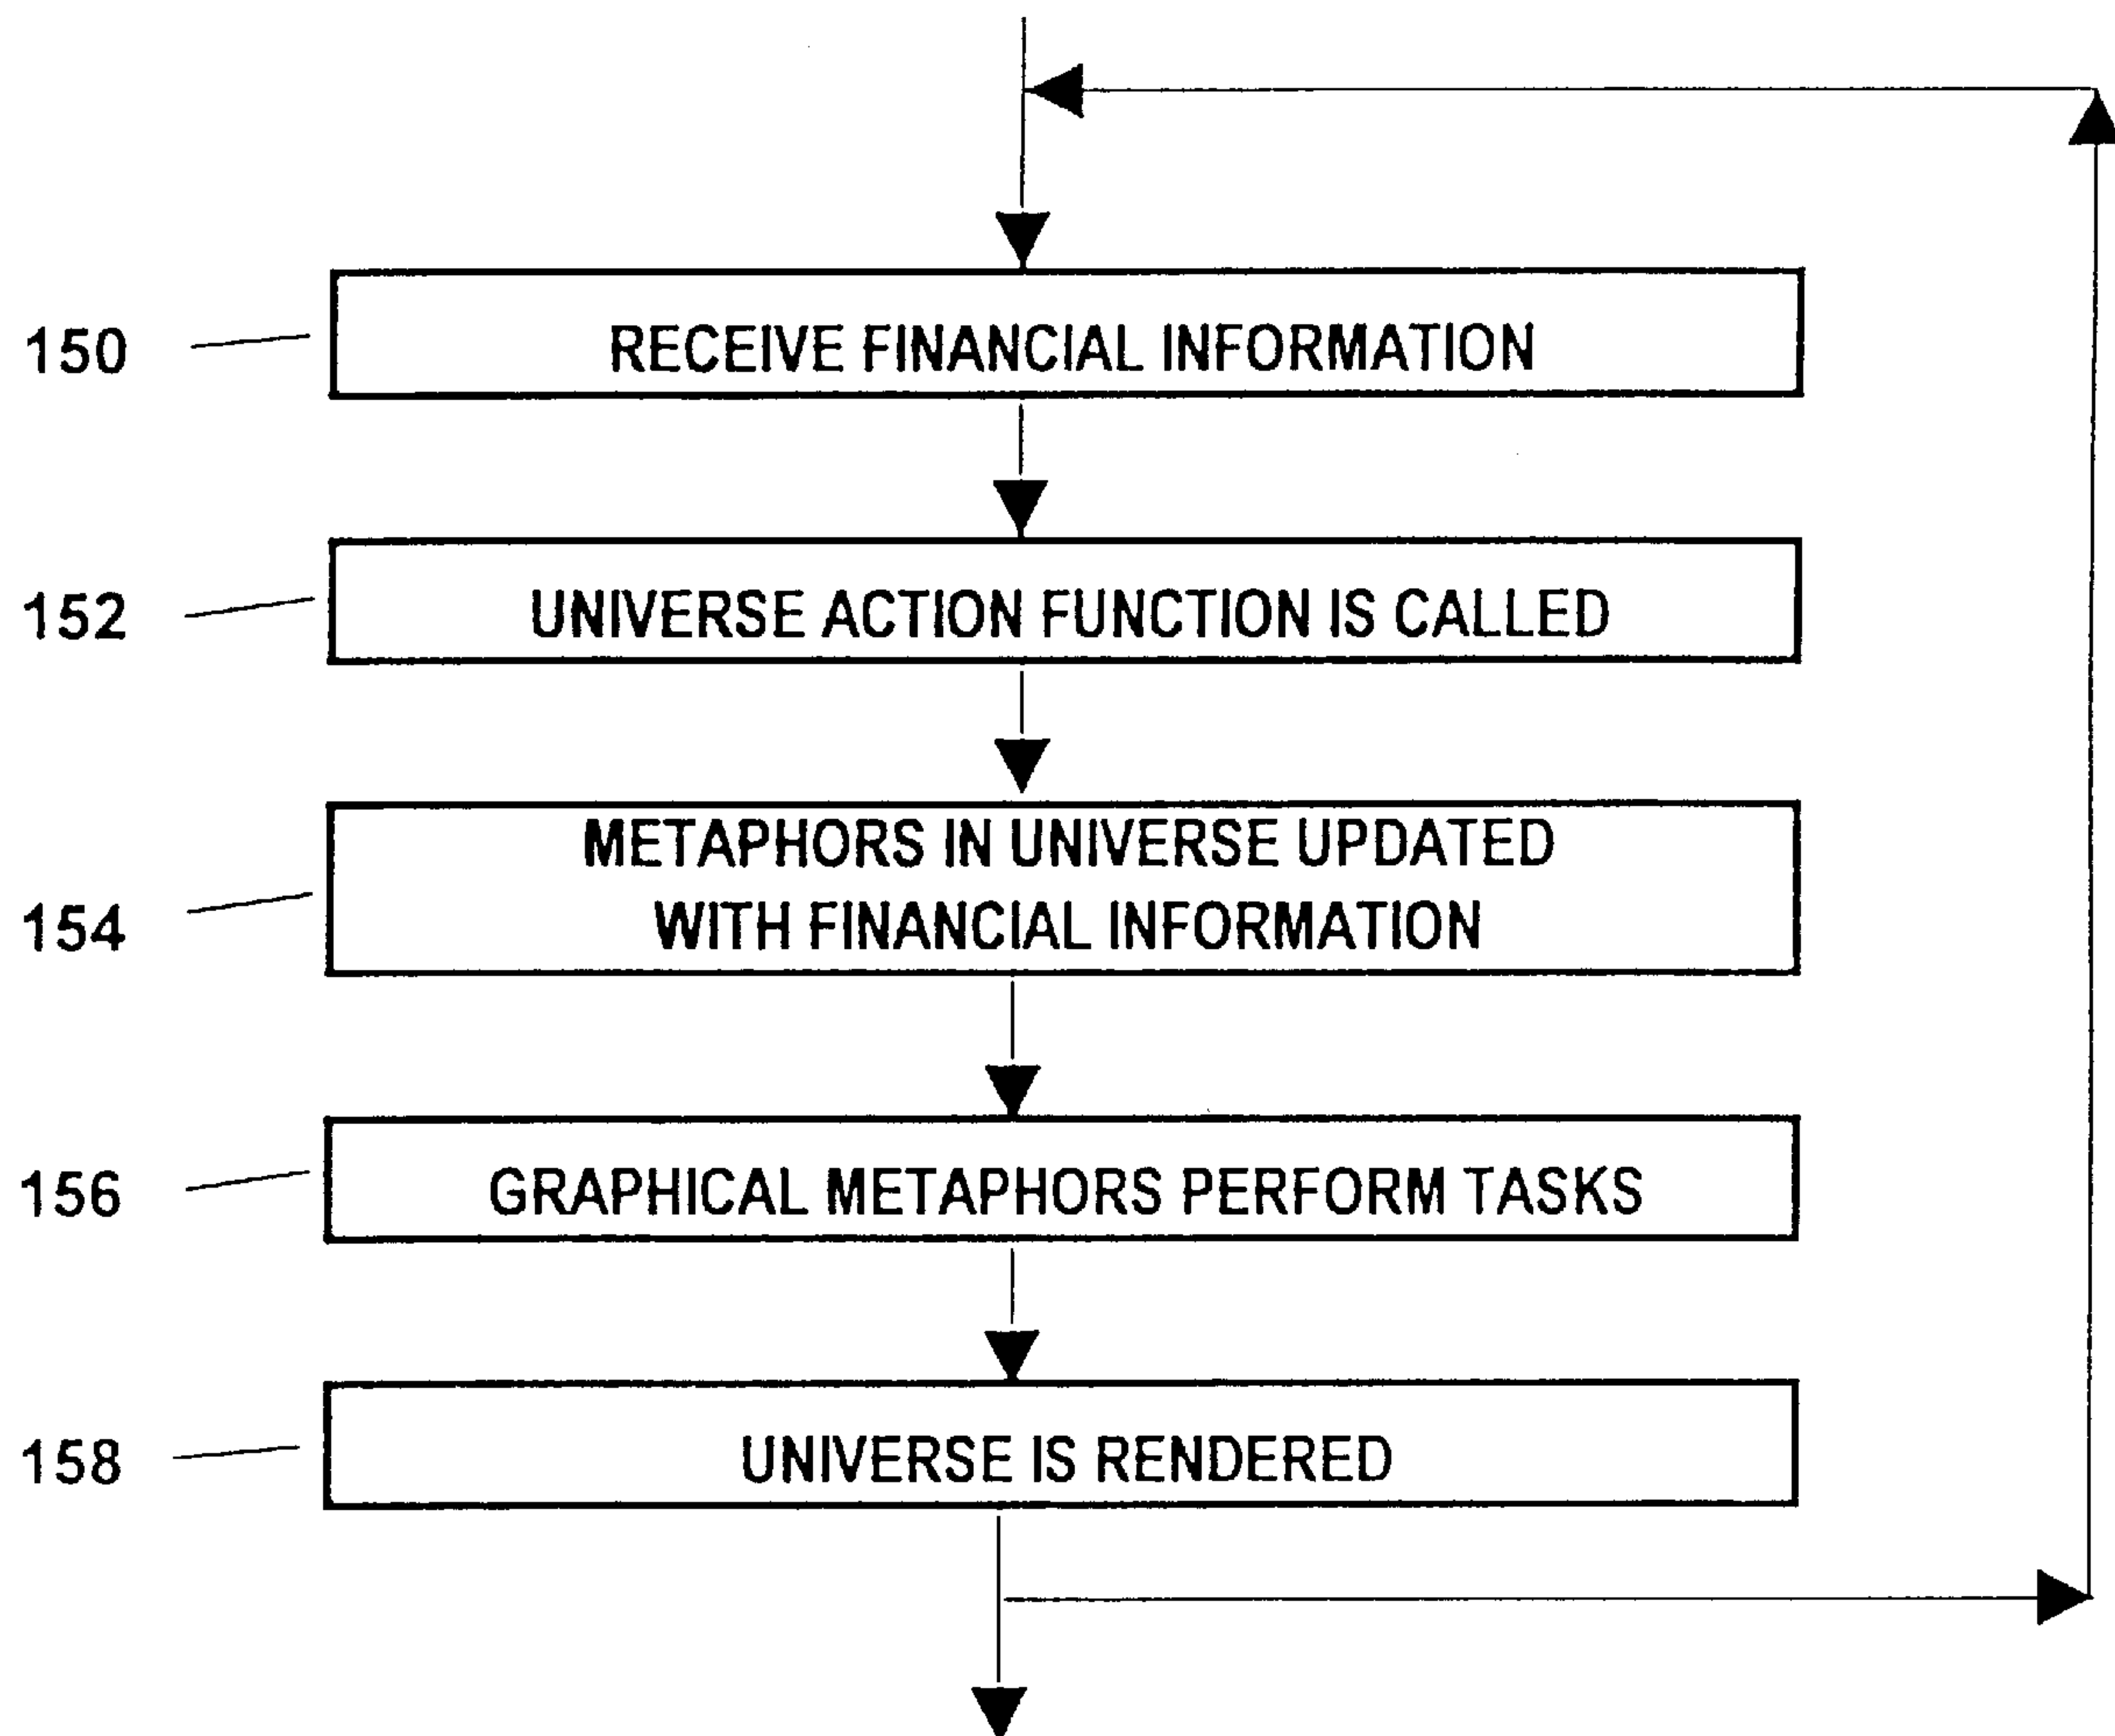 150
RECEIVE FINANCIAL INFORMATION
152
UNIVERSE ACTION FUNCTION IS CALLED
154
METAPHORS IN UNIVERSE UPDATED
WITH FINANCIAL INFORMATION
156
GRAPHICAL METAPHORS PERFORM TASKS
158
UNIVERSE IS RENDERED